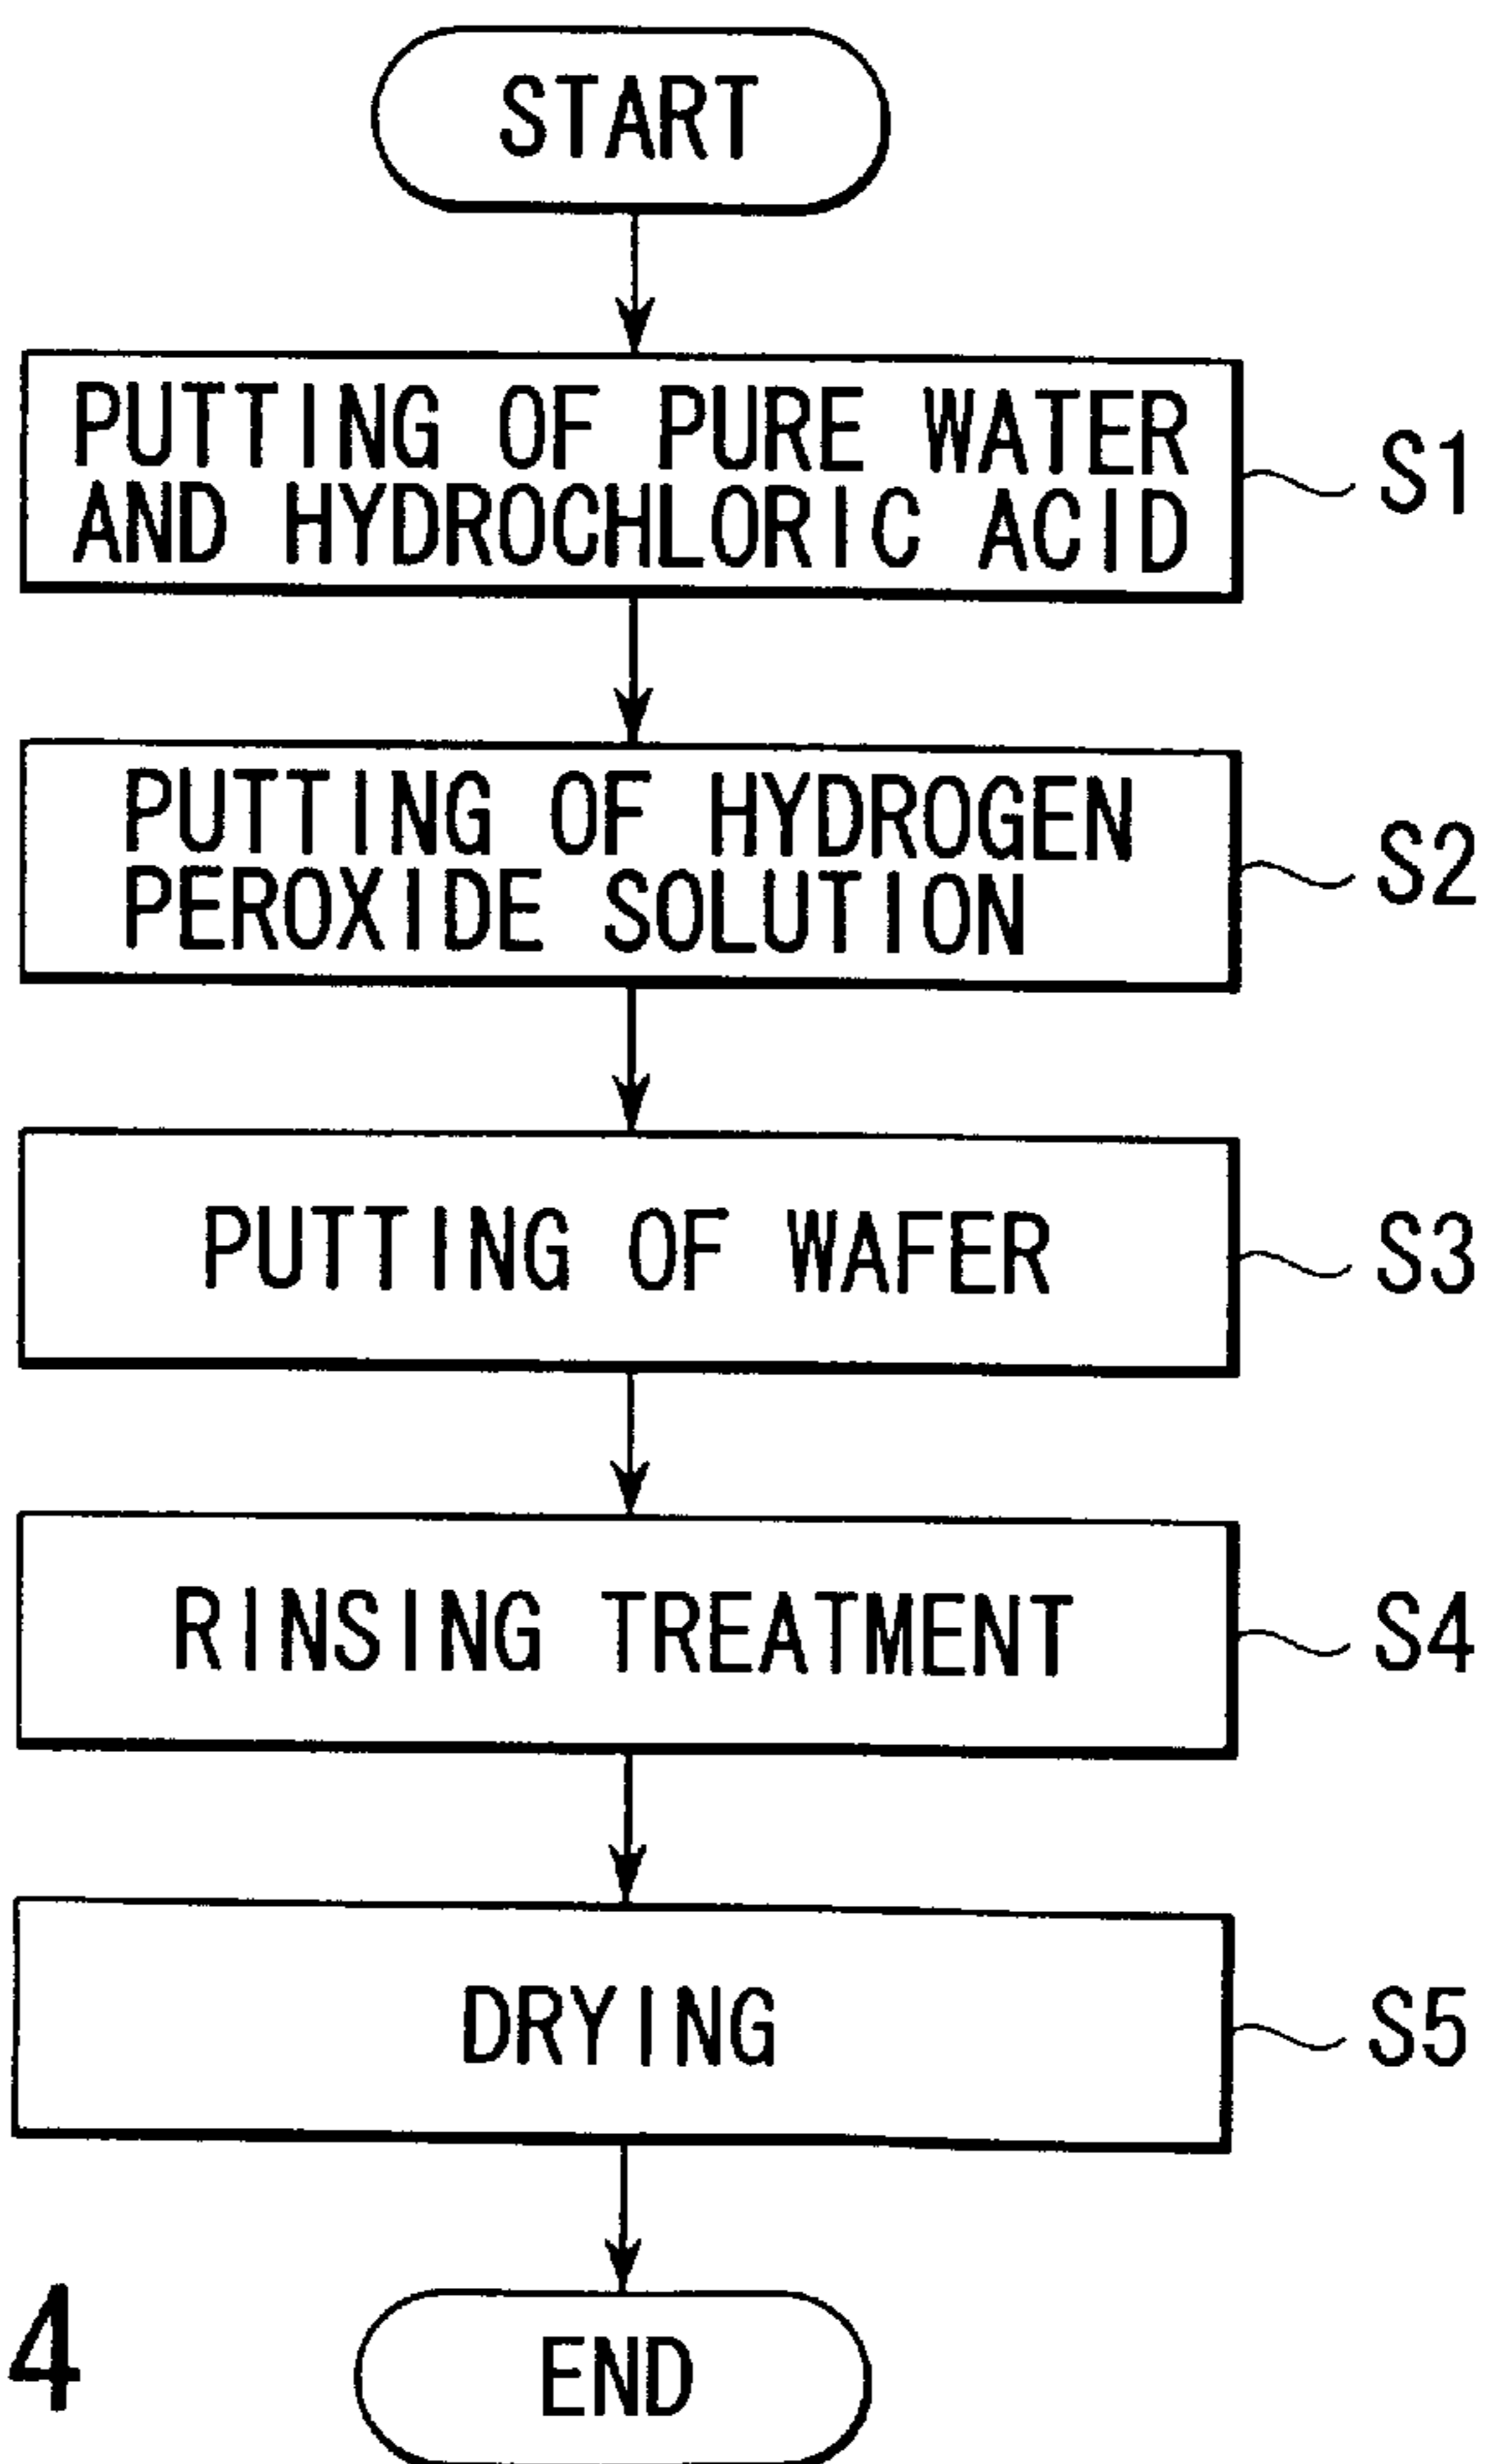 START
PUTTING OF PURE WATER
AND HYDROCHLORIC ACID
S1
PUTTING OF HYDROGEN
PEROXIDE SOLUTION
S2
PUTTING OF WAFER
S3
RINSING TREATMENT
S4
DRYING
S5
4
END